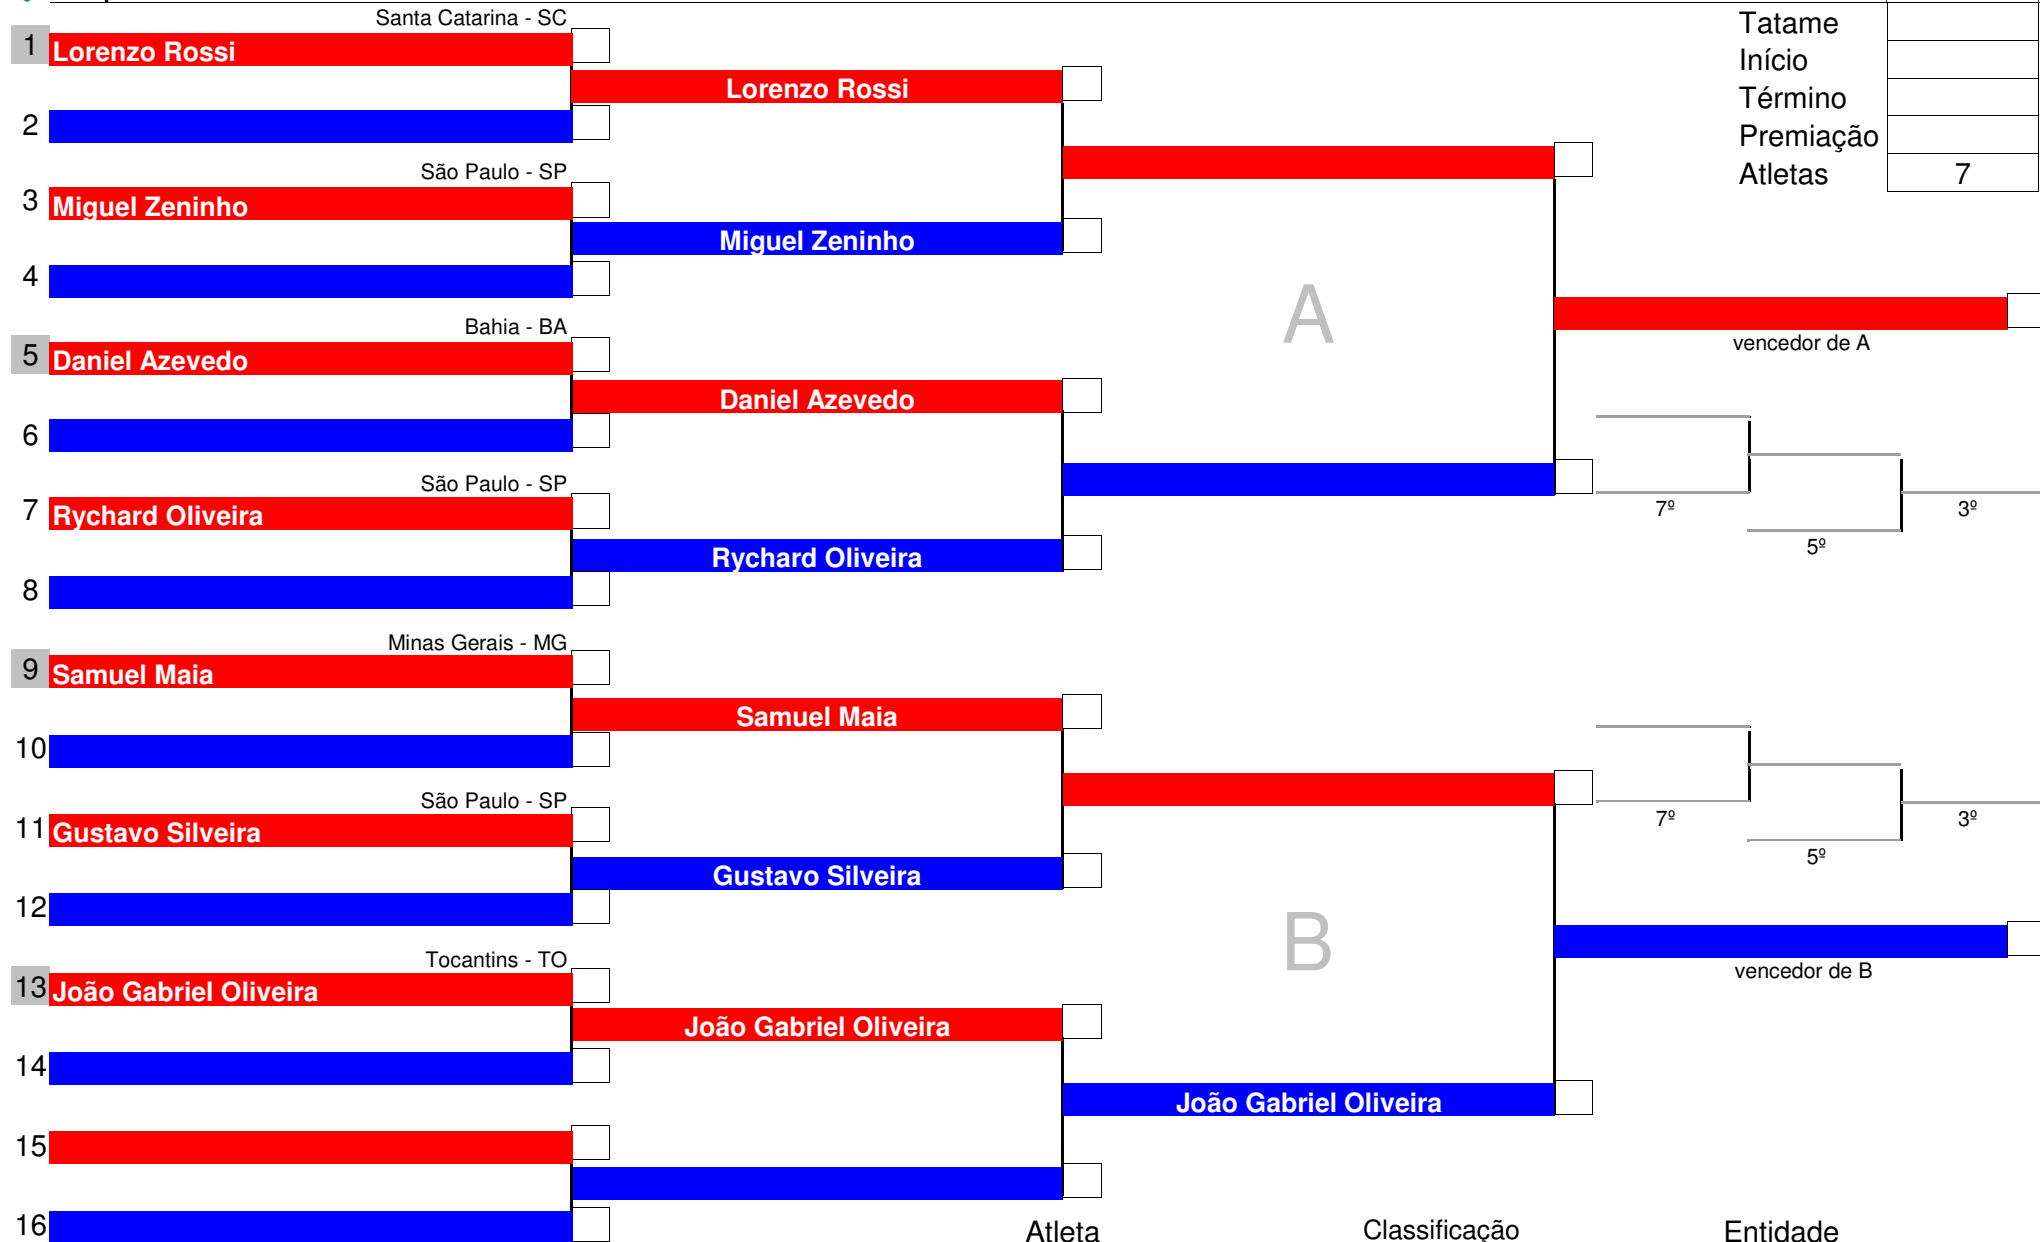 Santa Catarina - SC
1 Lorenzo Rossi
Lorenzo Rossi
2
São Paulo - SP
3 Miguel Zeninho
Miguel Zeninho
4
Bahia - BA
5 Daniel Azevedo
Daniel Azevedo
6
São Paulo - SP
7 Rychard Oliveira
Rychard Oliveira
8
Minas Gerais - MG
9 Samuel Maia
Samuel Maia
10
São Paulo - SP
11 Gustavo Silveira
Gustavo Silveira
12
Tocantins - TO
13 João Gabriel Oliveira
João Gabriel Oliveira
14
João Gabriel Oliveira
15
16
A
B
Tatame
Início
Término
Premiação
Atletas 7
vencedor de A
7º
3º
5º
7º
3º
5º
vencedor de B
Atleta Classificação Entidade